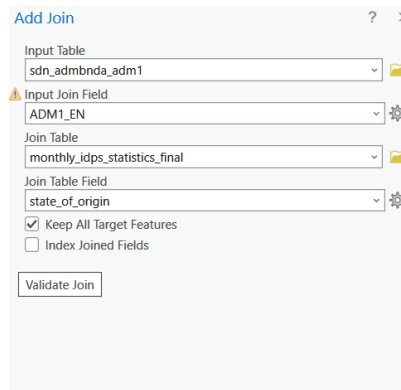 Add Join ?
Input Table
sdn_admbnda_adm1
Input Join Field
ADM1_EN
Join Table
monthly_idps_statistics_final
Join Table Field
state_of_origin
Keep All Target Features
Index Joined Fields
Validate Join